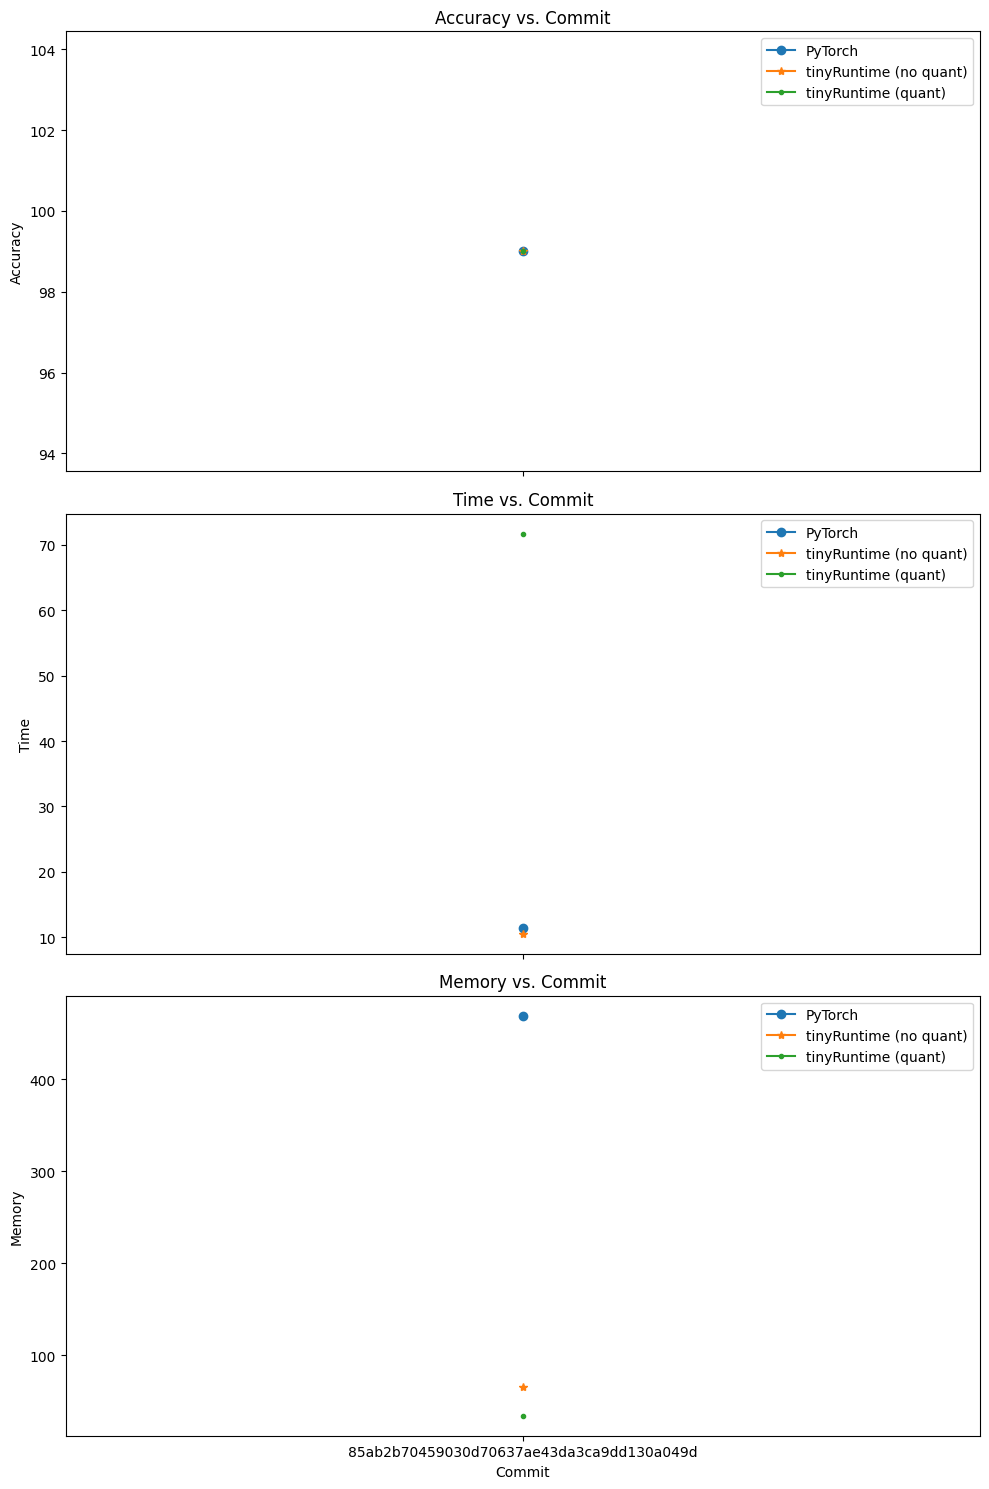 Accuracy vs. Commit
104
102
100
98
96
94
Accuracy
PyTorch
tinyRuntime (no quant)
tinyRuntime (quant)
Time vs. Commit
70
60
50
40
30
20
10
Time
PyTorch
tinyRuntime (no quant)
tinyRuntime (quant)
Memory vs. Commit
400
300
200
100
Memory
PyTorch
tinyRuntime (no quant)
tinyRuntime (quant)
85ab2b70459030d70637ae43da3ca9dd130a049d
Commit